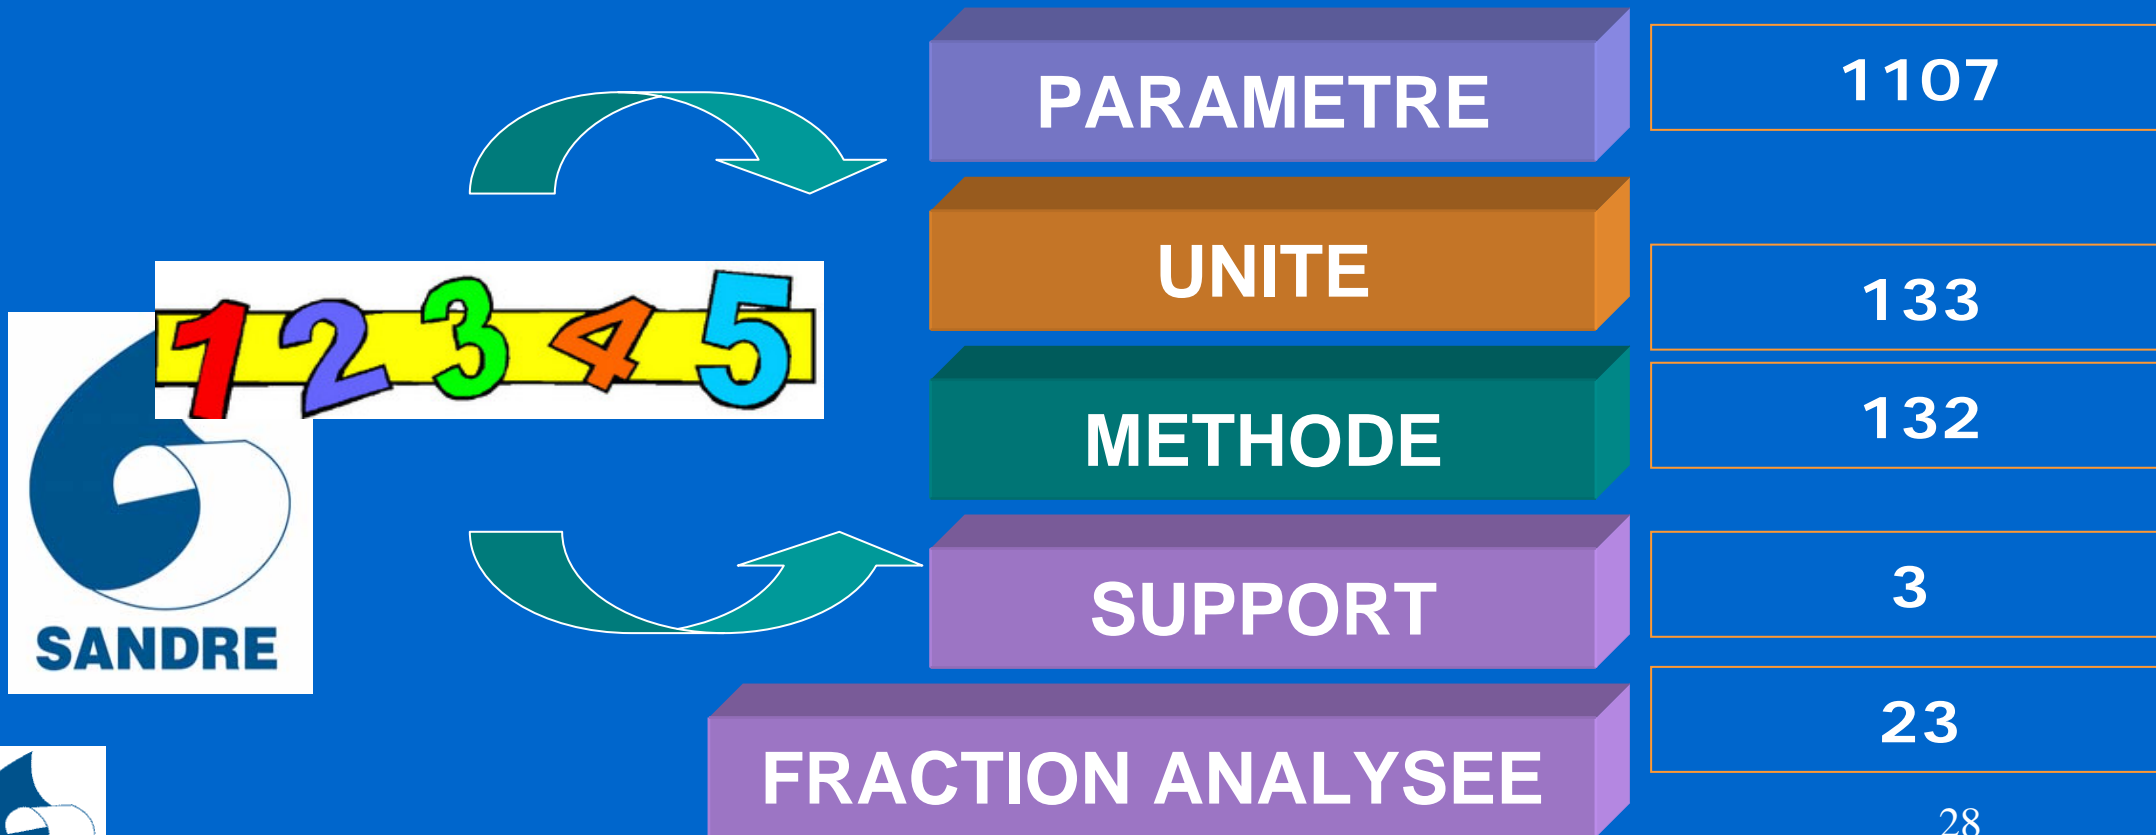 PARAMETRE
1107
UNITE
133
12345
METHODE
132
SUPPORT
3
SANDRE
FRACTION ANALYSEE
23
28